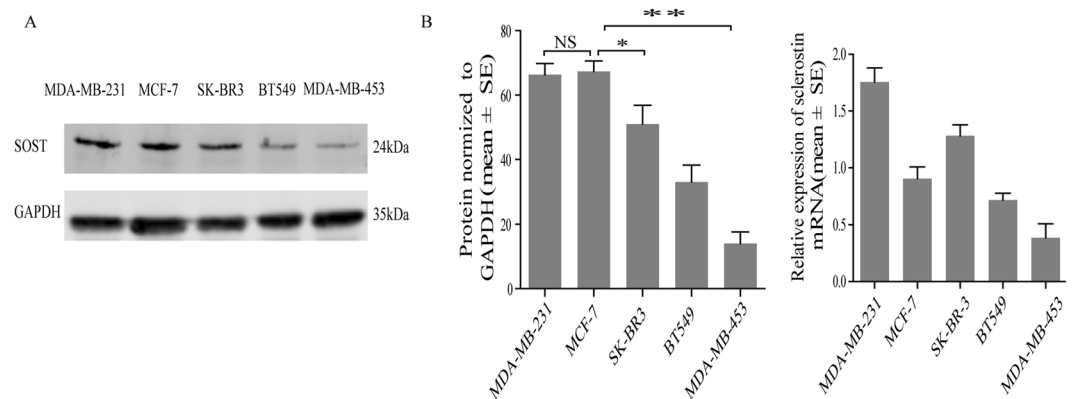 A
MDA-MB-231 MCF-7 SK-BR3 BT549 MDA-MB-453
SOST
24kDa
GAPDH
35kDa
B
Protein normized to
GAPDH(mean ± SE)
80
60
40
20
0
NS
*
**
MDA-MB-231
MCF-7
SK-BR3
BT549
MDA-MB-453
Relative expression of sclerostin
mRNA(mean ± SE)
2.0
1.5
1.0
0.5
0.0
MDA-MB-231
MCF-7
SK-BR-3
BT549
MDA-MB-453